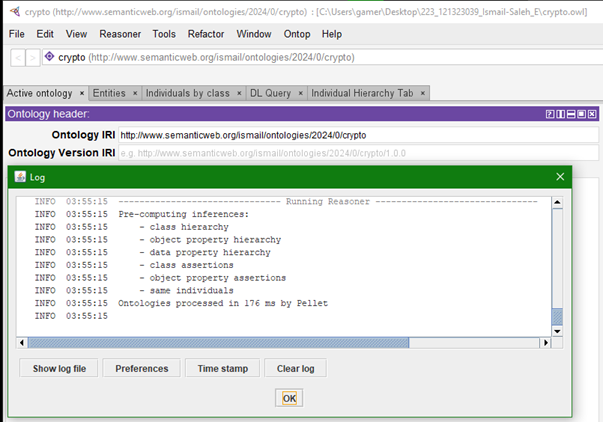 crypto (http://www.semanticweb.org/ismail/ontologies/2024/0/crypto) : [C:\Users\gamer\Desktop\223_121323039_Ismail-Saleh_E\crypto.owl]
File Edit View Reasoner Tools Refactor Window Ontop Help
< > crypto (http://www.semanticweb.org/ismail/ontologies/2024/0/crypto)
Active ontology × Entities × Individuals by class × DL Query × Individual Hierarchy Tab ×
Ontology header:
Ontology IRI http://www.semanticweb.org/ismail/ontologies/2024/0/crypto
Ontology Version IRI e.g. http://www.semanticweb.org/ismail/ontologies/2024/0/crypto/1.0.0
Log
INFO 03:55:15 ------------------------------- Running Reasoner -------------------------------
INFO 03:55:15 Pre-computing inferences:
INFO 03:55:15 - class hierarchy
INFO 03:55:15 - object property hierarchy
INFO 03:55:15 - data property hierarchy
INFO 03:55:15 - class assertions
INFO 03:55:15 - object property assertions
INFO 03:55:15 - same individuals
INFO 03:55:15 Ontologies processed in 176 ms by Pellet
INFO 03:55:15
Show log file Preferences Time stamp Clear log
OK